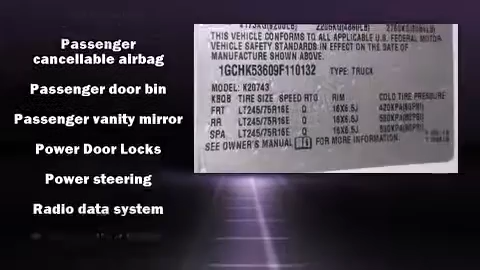 Passenger
cancellable airbag
Passenger door bin
Passenger vanity mirror
Power Door Locks
Power steering
Radio data system
THIS VEHICLE CONFORMS TO ALL APPLICABLE U.S. FEDERAL MOTOR
VEHICLE SAFETY STANDARDS IN EFFECT ON THE DATE OF
MANUFACTURE SHOWN ABOVE.
1GCHK53609F110132 TYPE: TRUCK
MODEL: K20743
TIRE SIZE SPEED RTG RIM COLD TIRE PRESSURE
FRT LT245/75R16E Q 16X6.5J
RR LT245/75R16E Q 16X6.5J
SPA LT245/75R16E Q 16X6.5J
SEE OWNER'S MANUAL FOR MORE INFORMATION.